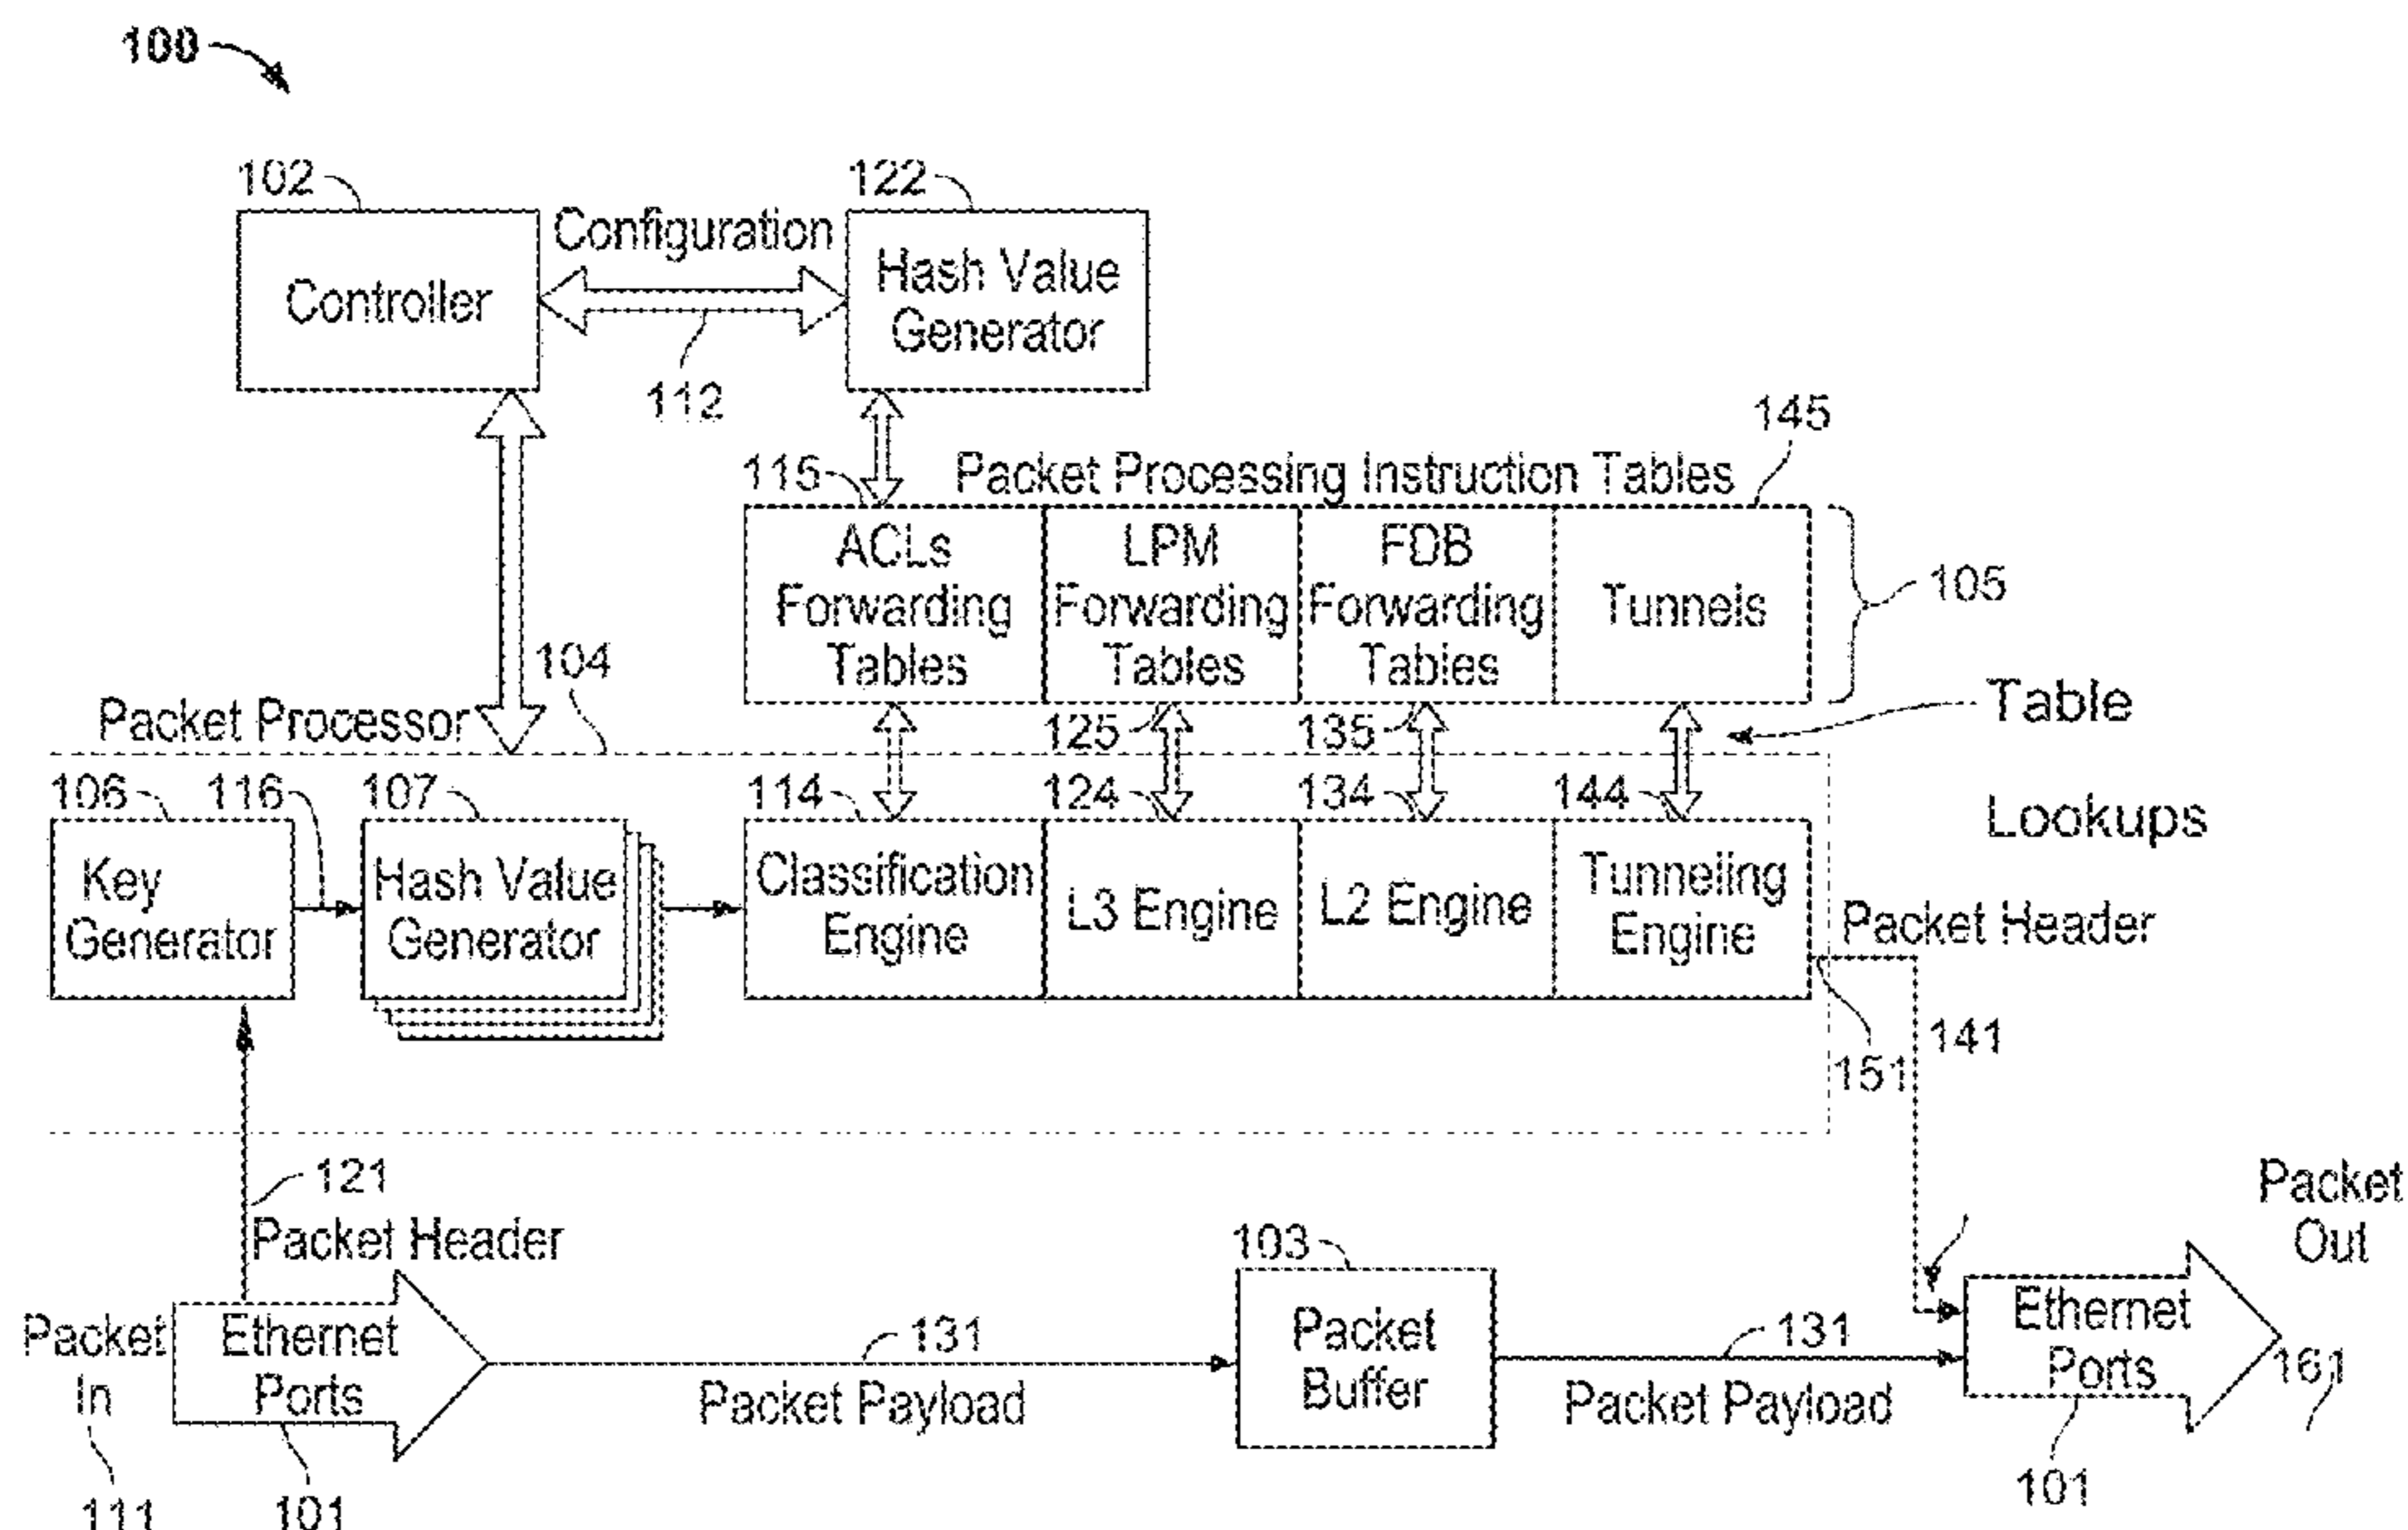 100
102
122
Configuration
Controller
Hash Value
Generator
112
145
115
Packet Processing Instruction Tables
ACLs
Forwarding
Tables
LPM
Forwarding
Tables
FDB
Forwarding
Tables
Tunnels
105
104
Packet Processor
125
135
Table
Lookups
106
116
107
114
124
134
144
Key
Generator
Hash Value
Generator
Classification
Engine
L3 Engine
L2 Engine
Tunneling
Engine
Packet Header
151
141
121
Packet Header
Packet
Out
103
Packet
In
Ethernet
Ports
131
Packet Payload
Packet
Buffer
131
Packet Payload
Ethernet
Ports
161
111
101
101